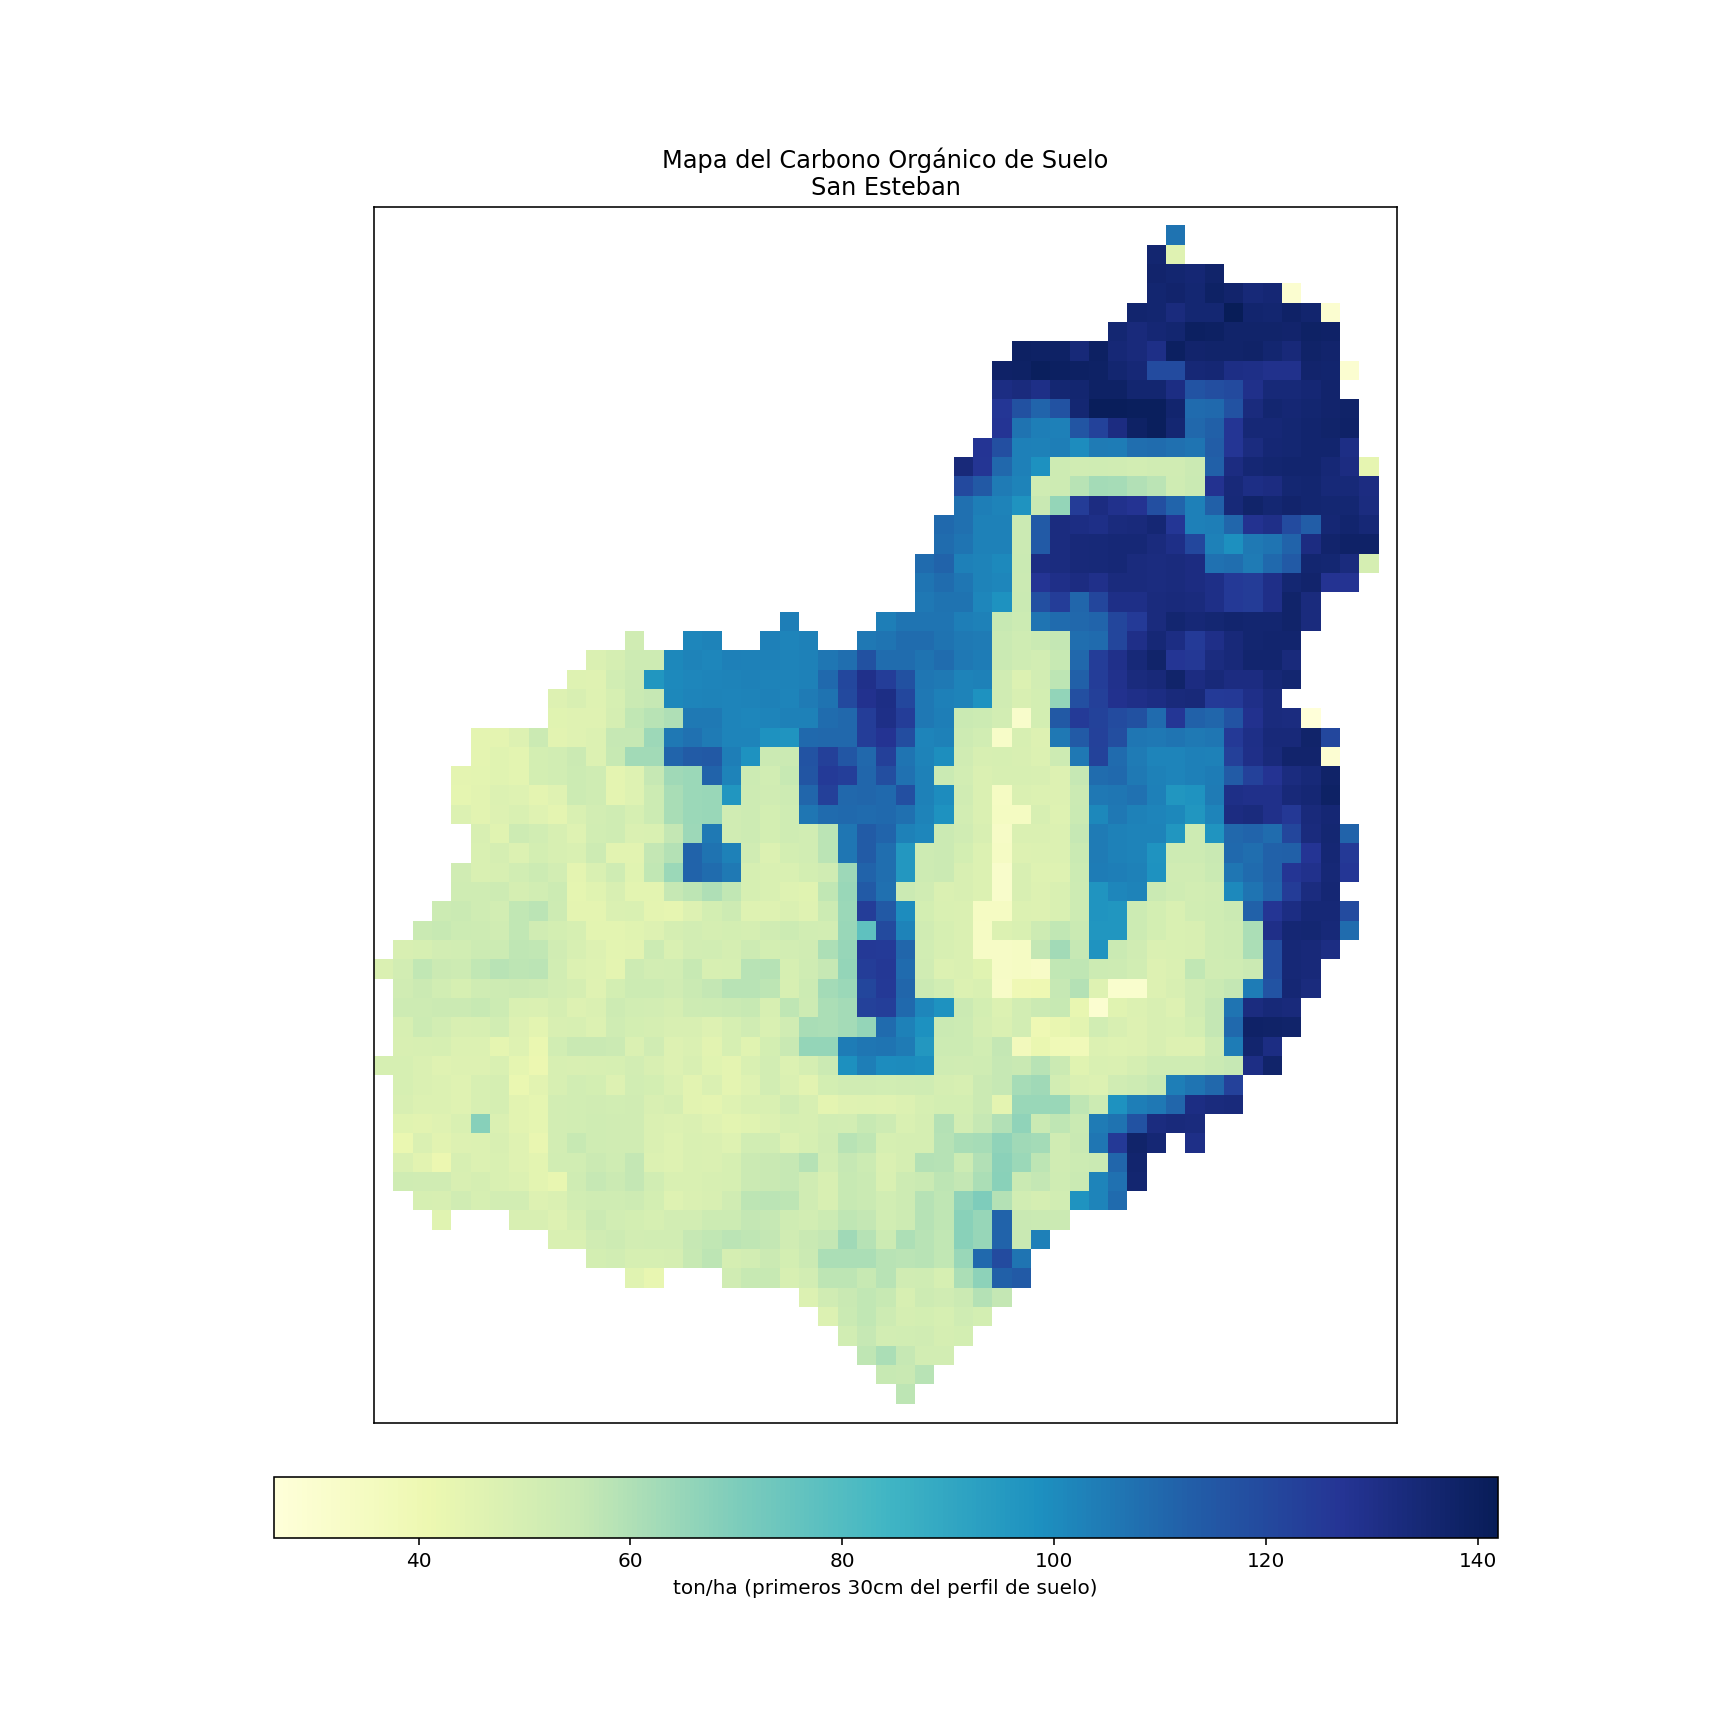 Mapa del Carbono Orgánico de Suelo
San Esteban
40 60 80 100 120 140
ton/ha (primeros 30cm del perfil de suelo)